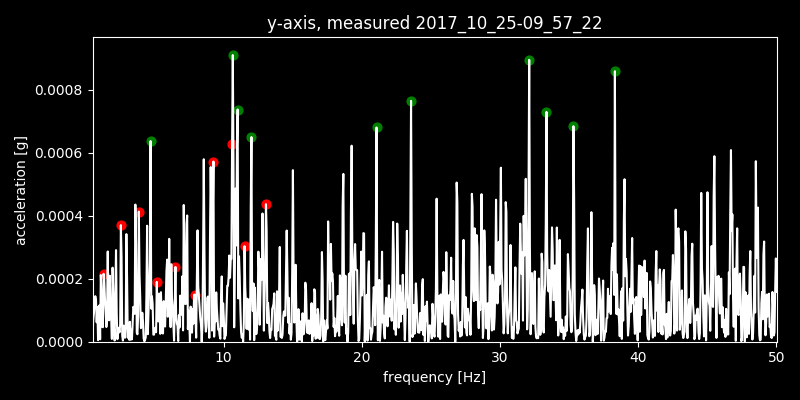 y-axis, measured 2017_10_25-09_57_22
0.0008
0.0006
0.0004
0.0002
0.0000
acceleration [g]
10 20 30 40 50
frequency [Hz]